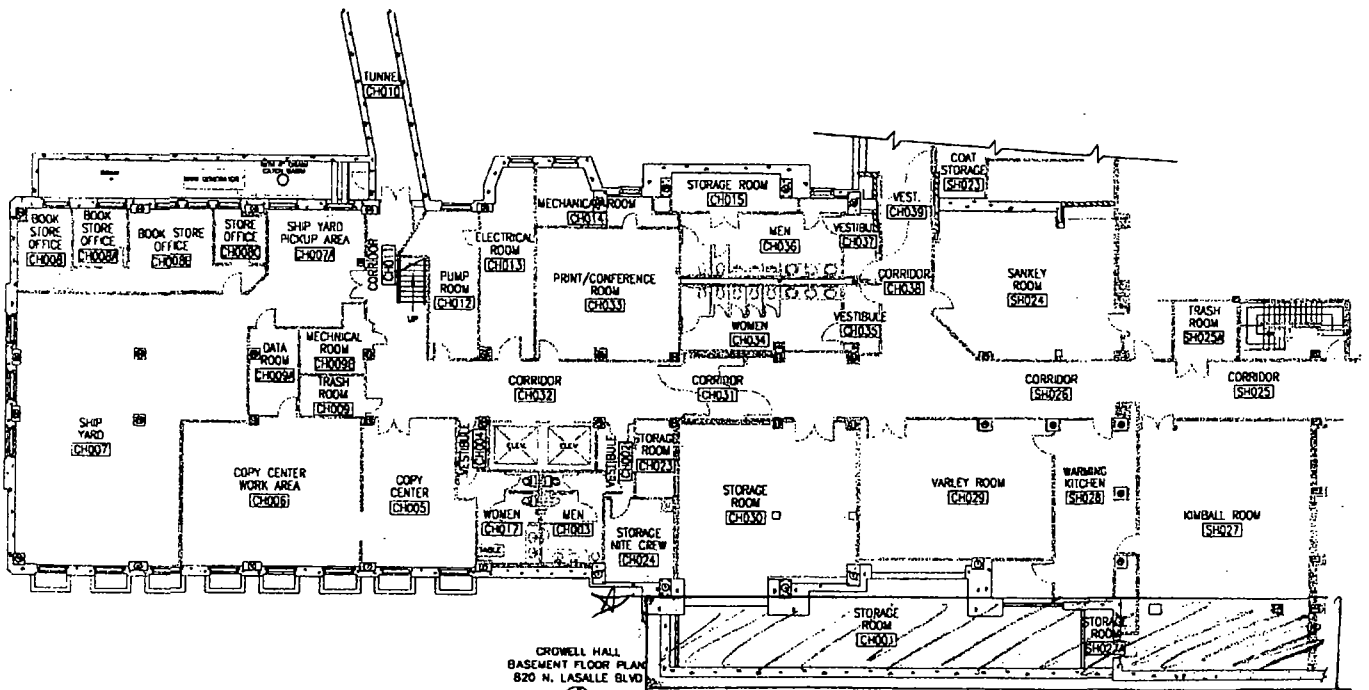 TUNNEL
CH010
COAT
STORAGE
SH023
STORAGE ROOM
CH015
VEST.
CH039
BOOK
STORE
OFFICE
CH008
BOOK
STORE
OFFICE
CH008A
BOOK STORE
OFFICE
CH008B
STORE
OFFICE
CH008C
SHIP YARD
PICKUP AREA
CH007A
CORRIDOR
CH011
UP
PUMP
ROOM
CH012
ELECTRICAL
ROOM
CH013
MECHANICAL ROOM
CH014
PRINT/CONFERENCE
ROOM
CH033
MEN
CH036
VESTIBULE
CH037
CORRIDOR
CH038
WOMEN
CH034
VESTIBULE
CH035
SANKEY
ROOM
SH024
TRASH
ROOM
SH025A
DATA
ROOM
CH009A
MECHNICAL
ROOM
CH009B
TRASH
ROOM
CH009
CORRIDOR
CH032
CORRIDOR
CH031
CORRIDOR
SH026
CORRIDOR
SH025
SHIP
YARD
CH007
COPY CENTER
WORK AREA
CH006
COPY
CENTER
CH005
VESTIBULE
CH004
ELEV.
ELEV.
VESTIBULE
CH002
STORAGE
ROOM
CH023
WOMEN
CH017
TABLE
MEN
CH003
STORAGE
NITE CREW
CH024
STORAGE
ROOM
CH030
VARLEY ROOM
CH029
WARMING
KITCHEN
SH028
KIMBALL ROOM
SH027
STORAGE
ROOM
CH001
STORAGE
ROOM
SH027A
CROWELL HALL
BASEMENT FLOOR PLAN
820 N. LASALLE BLVD